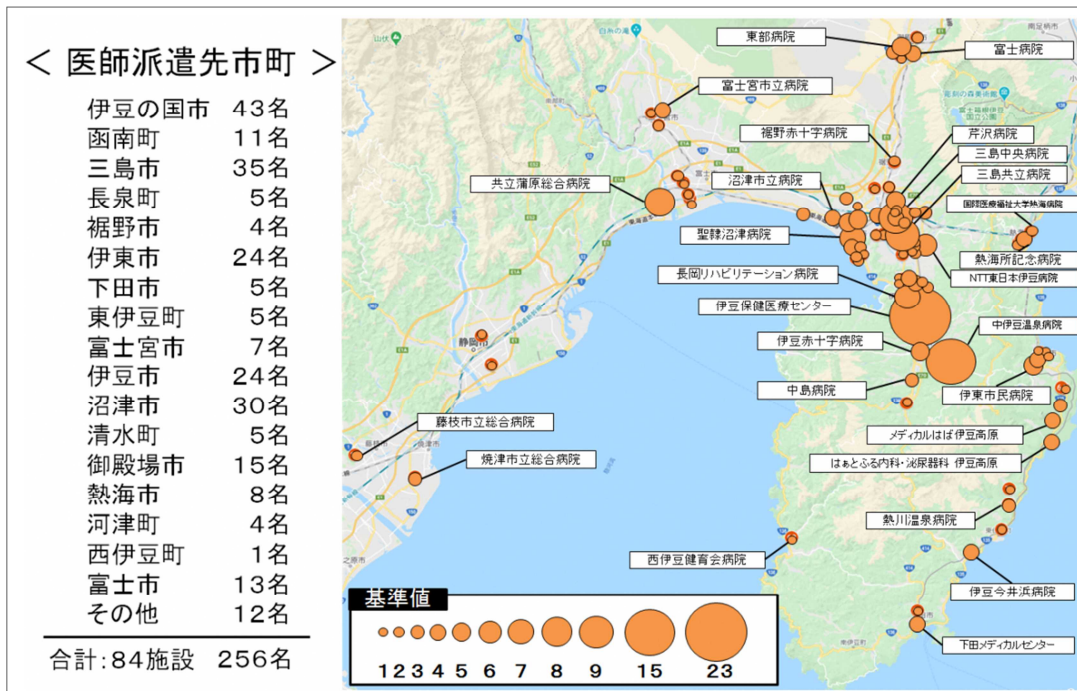 ＜ 医師派遣先市町 ＞
伊豆の国市 43名
函南町 11名
三島市 35名
長泉町 5名
裾野市 4名
伊東市 24名
下田市 5名
東伊豆町 5名
富士宮市 7名
伊豆市 24名
沼津市 30名
清水町 5名
御殿場市 15名
熱海市 8名
河津町 4名
西伊豆町 1名
富士市 13名
その他 12名
合計：84施設 256名
東部病院
富士病院
富士宮市立病院
裾野赤十字病院
芹沢病院
三島中央病院
三島共立病院
共立蒲原総合病院
沼津市立病院
国際医療福祉大学熱海病院
聖隷沼津病院
熱海所記念病院
NTT東日本伊豆病院
長岡リハビリテーション病院
伊豆保健医療センター
中伊豆温泉病院
伊豆赤十字病院
中島病院
伊東市民病院
静岡市
藤枝市立総合病院
メディカルはば伊豆高原
焼津市立総合病院
はぁとふる内科・泌尿器科 伊豆高原
熱川温泉病院
西伊豆健育会病院
伊豆今井浜病院
下田メディカルセンター
基準値
1 2 3 4 5 6 7 8 9 15 23